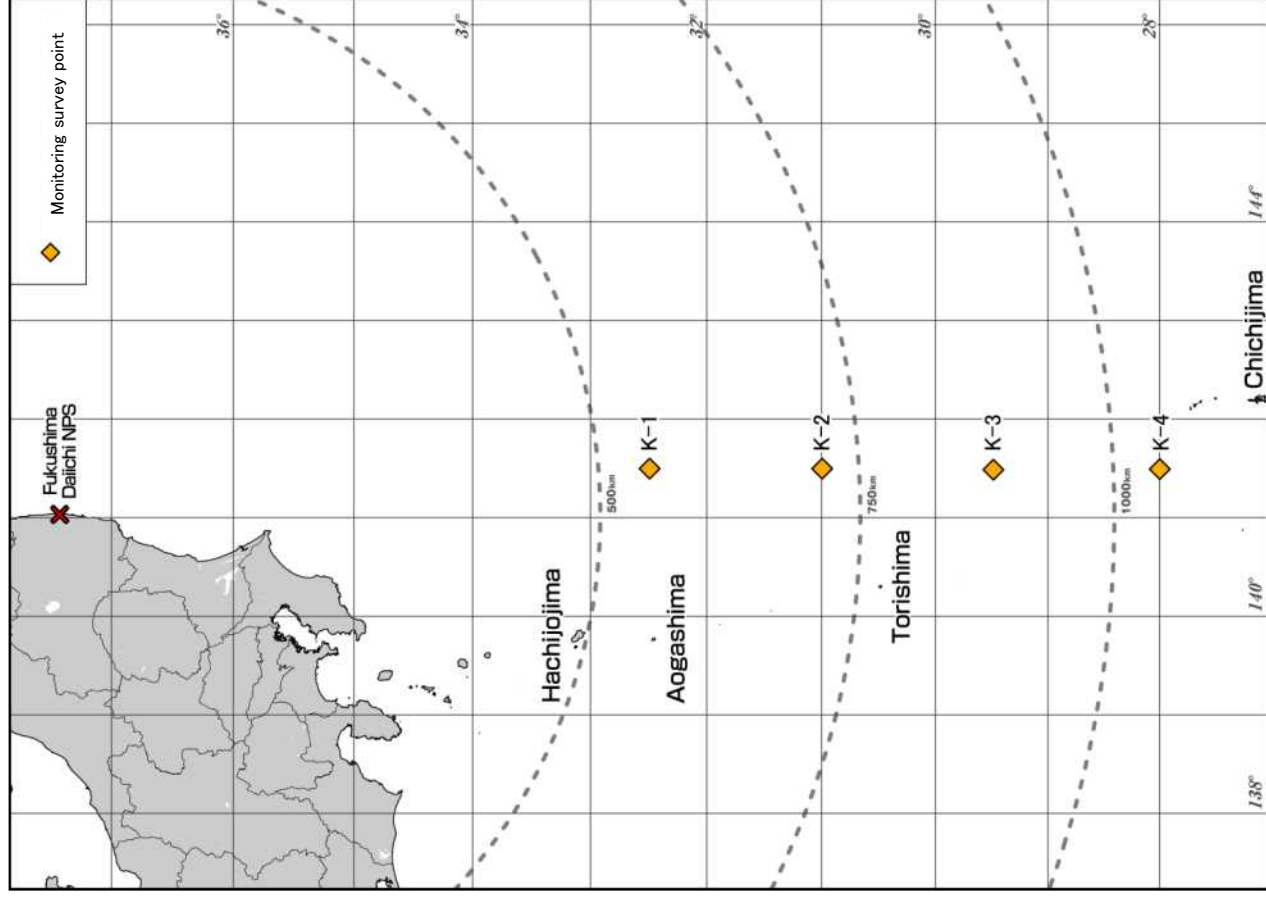 Monitoring survey point
36°
34°
32°
30°
28°
Fukushima
Daiichi NPS
144°
Chichijima
K-1
K-2
K-3
K-4
500km
750km
1000km
Hachijojima
Aogashima
Torishima
140°
138°